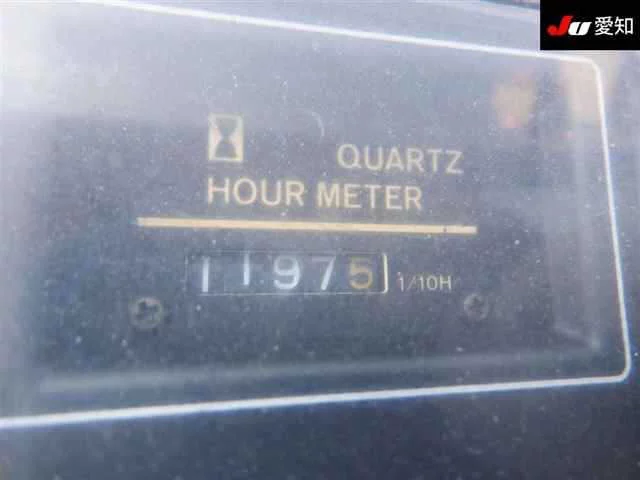 JU 愛知
QUARTZ
HOUR METER
11975 1/10H